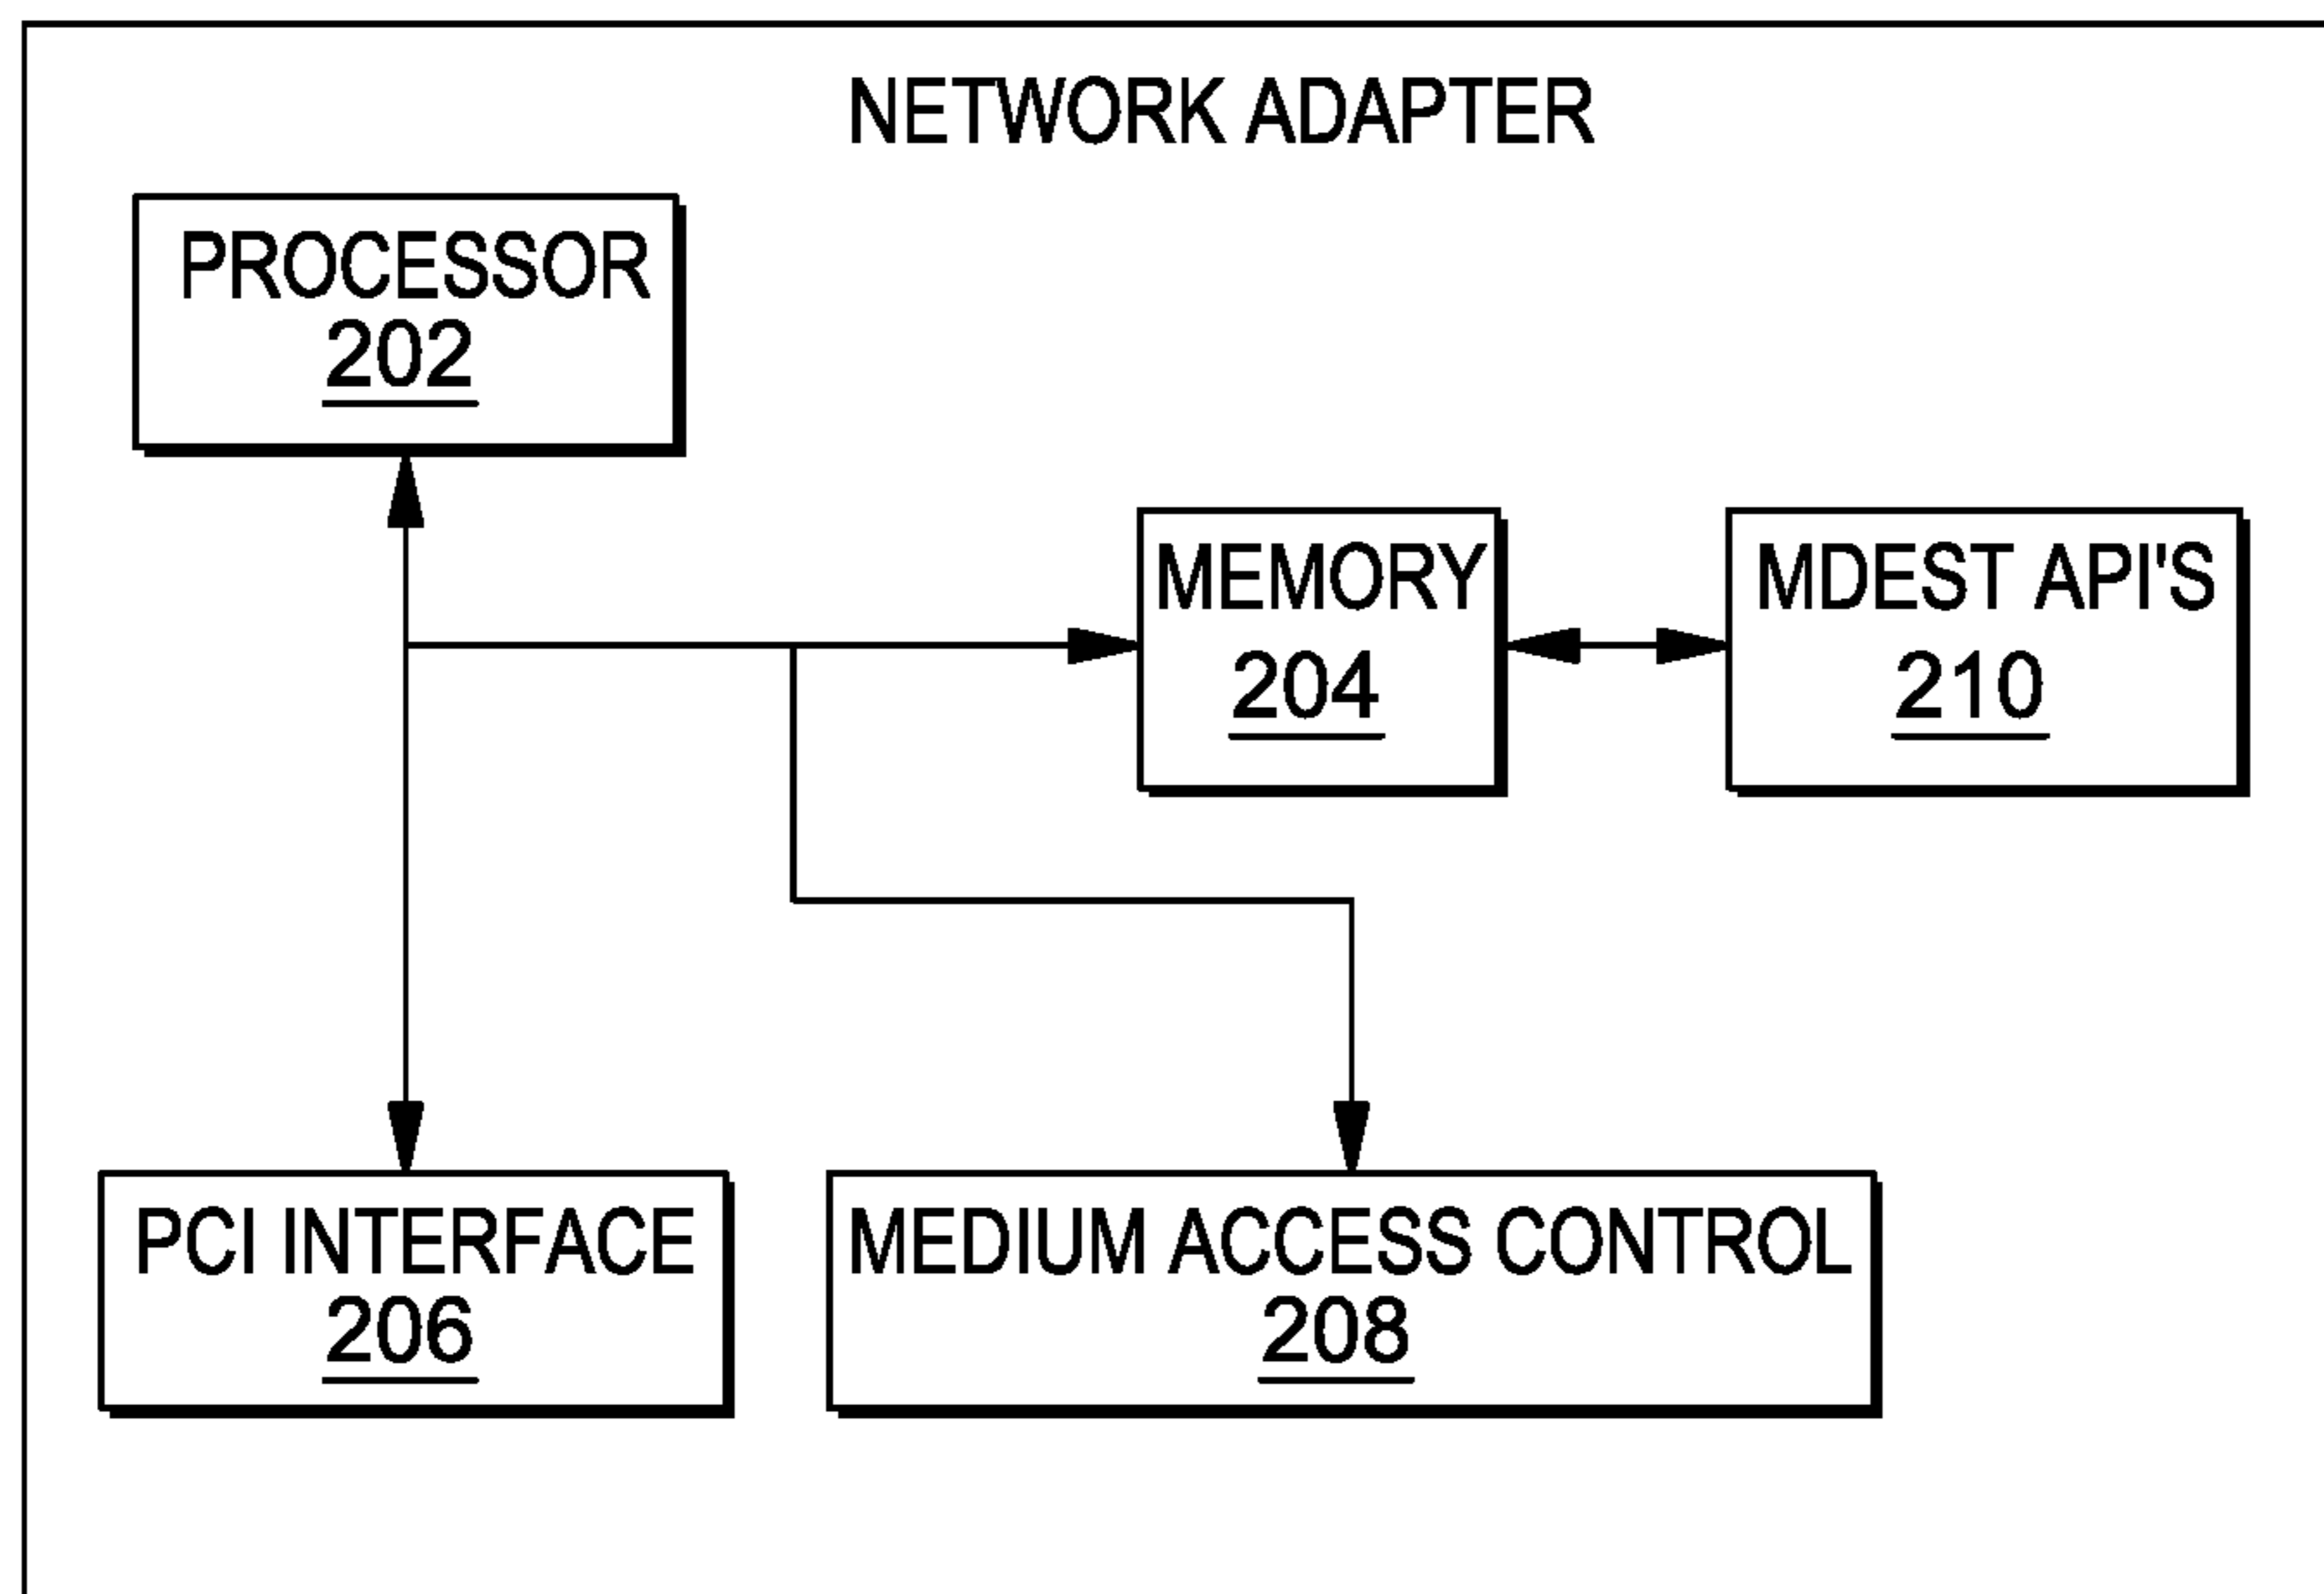 NETWORK ADAPTER
PROCESSOR
202
MEMORY
204
MDEST API'S
210
PCI INTERFACE
206
MEDIUM ACCESS CONTROL
208